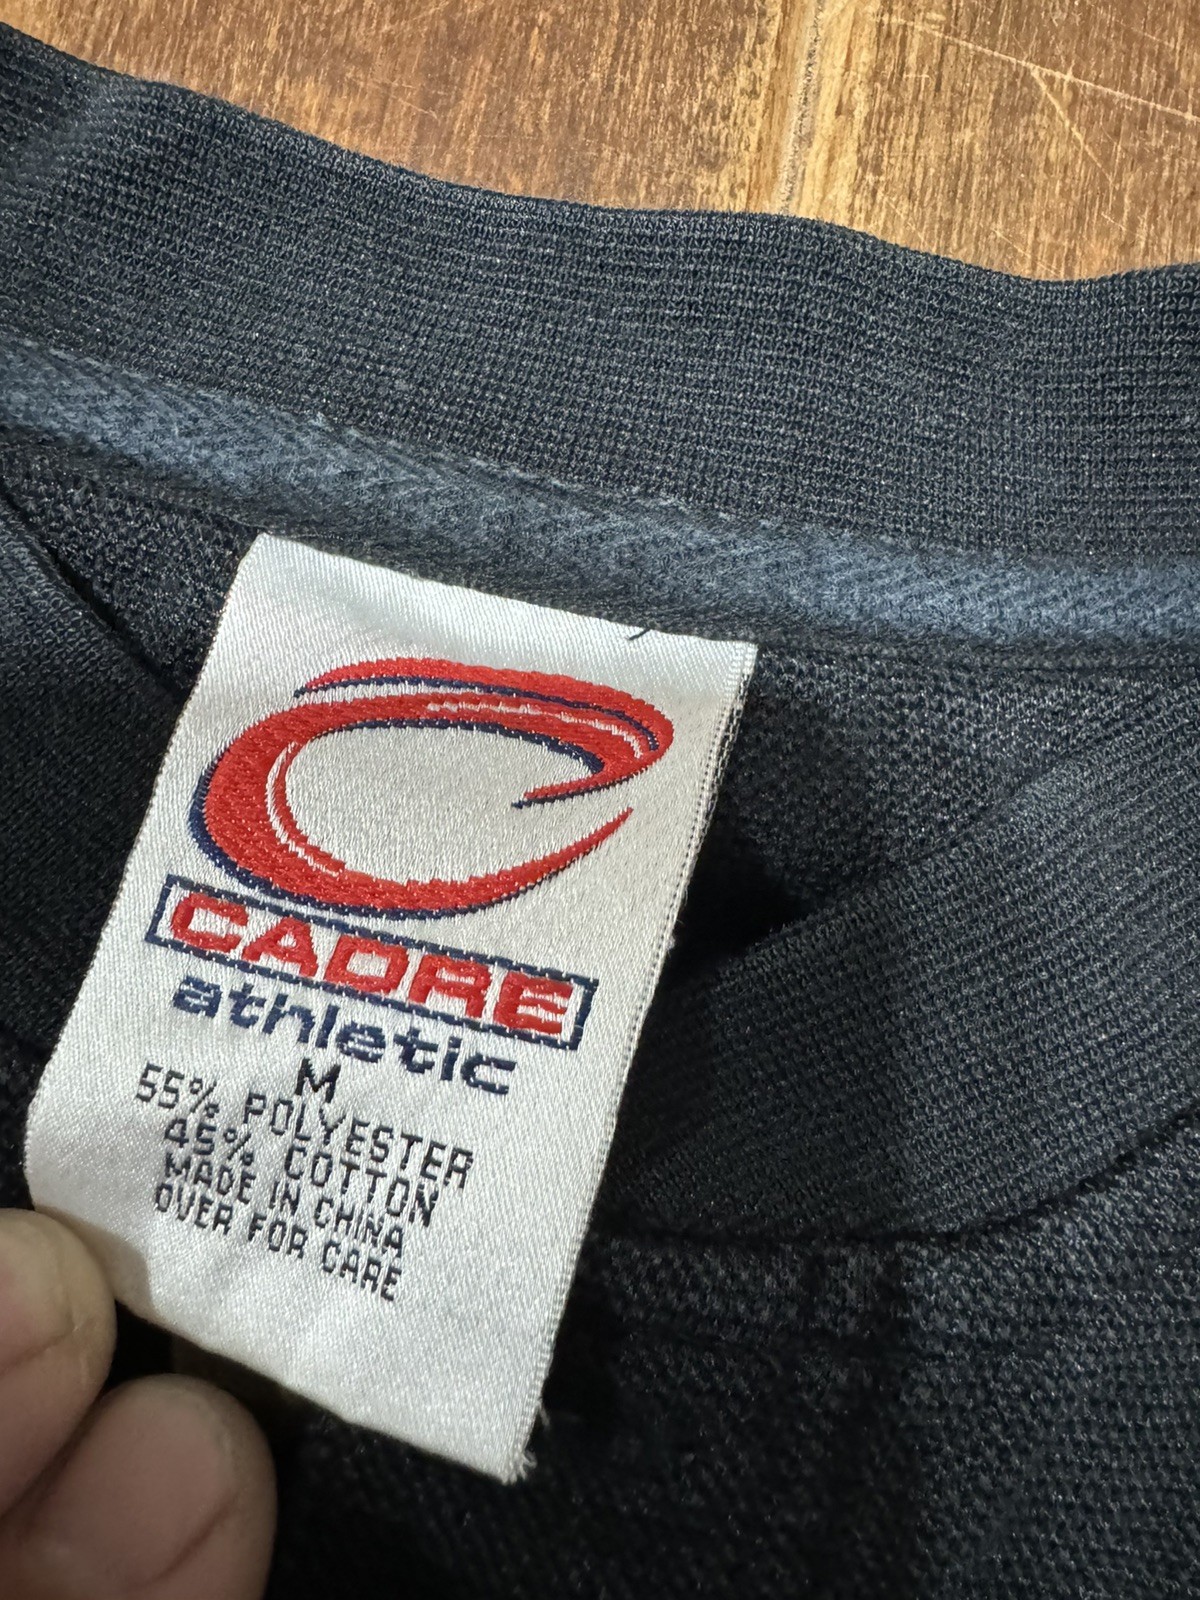 CADRE
athletic
M
55% POLYESTER
45% COTTON
MADE IN CHINA
OVER FOR CARE